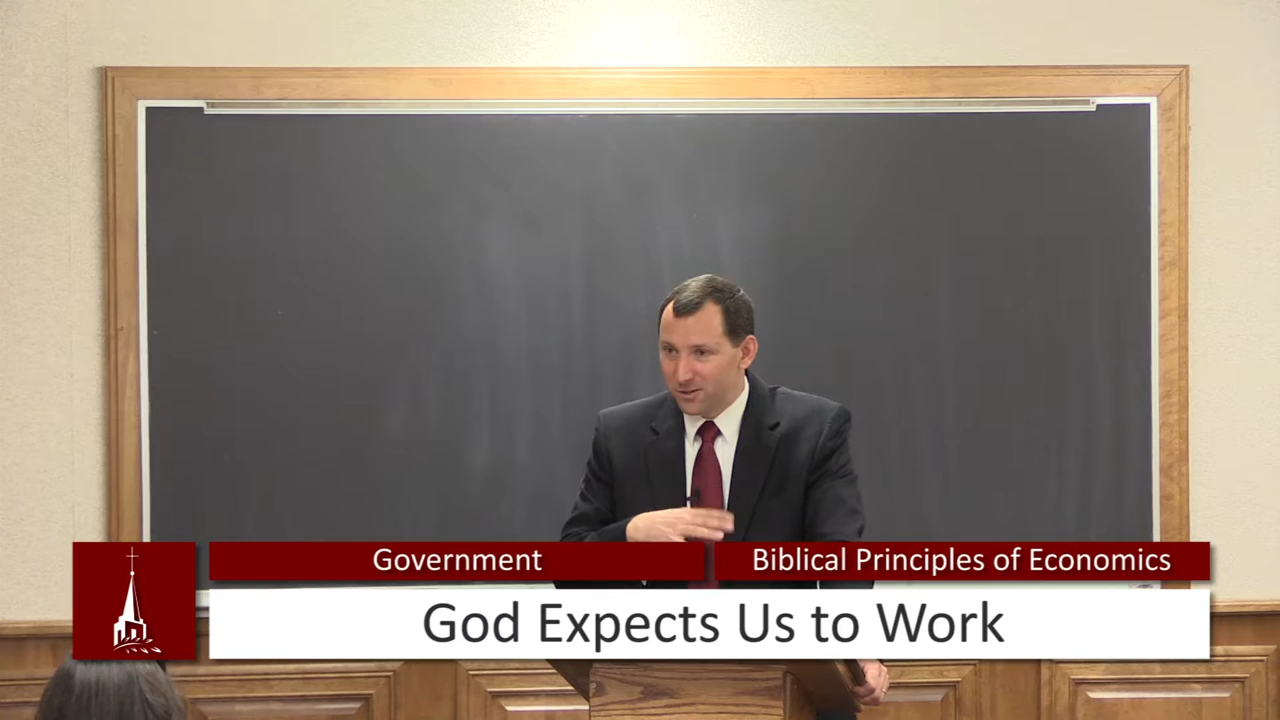 Government
Biblical Principles of Economics
God Expects Us to Work